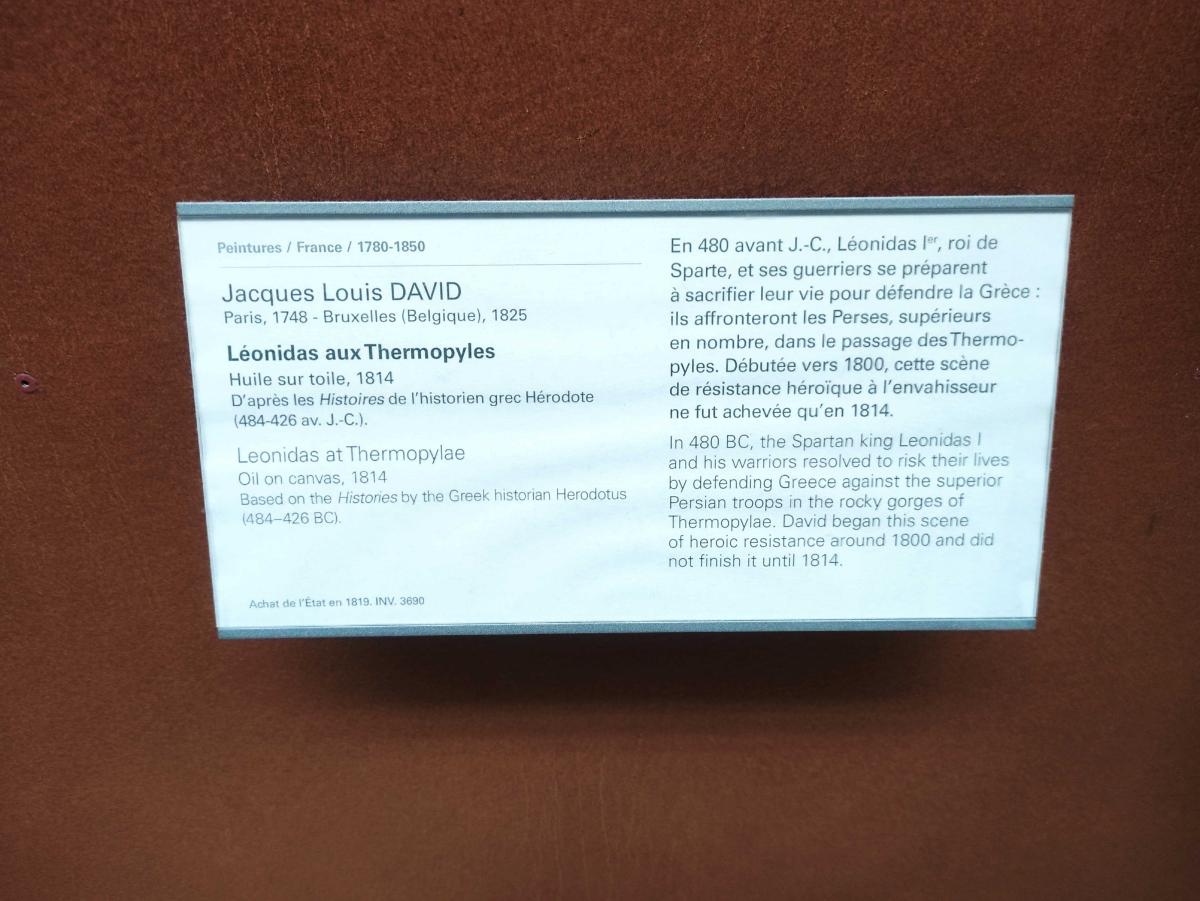 Peintures / France / 1780-1850
Jacques Louis DAVID
Paris, 1748 - Bruxelles (Belgique), 1825
Léonidas aux Thermopyles
Huile sur toile, 1814
D'après les Histoires de l'historien grec Hérodote
(484-426 av. J.-C.).
Leonidas at Thermopylae
Oil on canvas, 1814
Based on the Histories by the Greek historian Herodotus
(484–426 BC).
Achat de l'État en 1819. INV. 3690
En 480 avant J.-C., Léonidas Ier, roi de
Sparte, et ses guerriers se préparent
à sacrifier leur vie pour défendre la Grèce :
ils affronteront les Perses, supérieurs
en nombre, dans le passage des Thermo-
pyles. Débutée vers 1800, cette scène
de résistance héroïque à l'envahisseur
ne fut achevée qu'en 1814.
In 480 BC, the Spartan king Leonidas I
and his warriors resolved to risk their lives
by defending Greece against the superior
Persian troops in the rocky gorges of
Thermopylae. David began this scene
of heroic resistance around 1800 and did
not finish it until 1814.